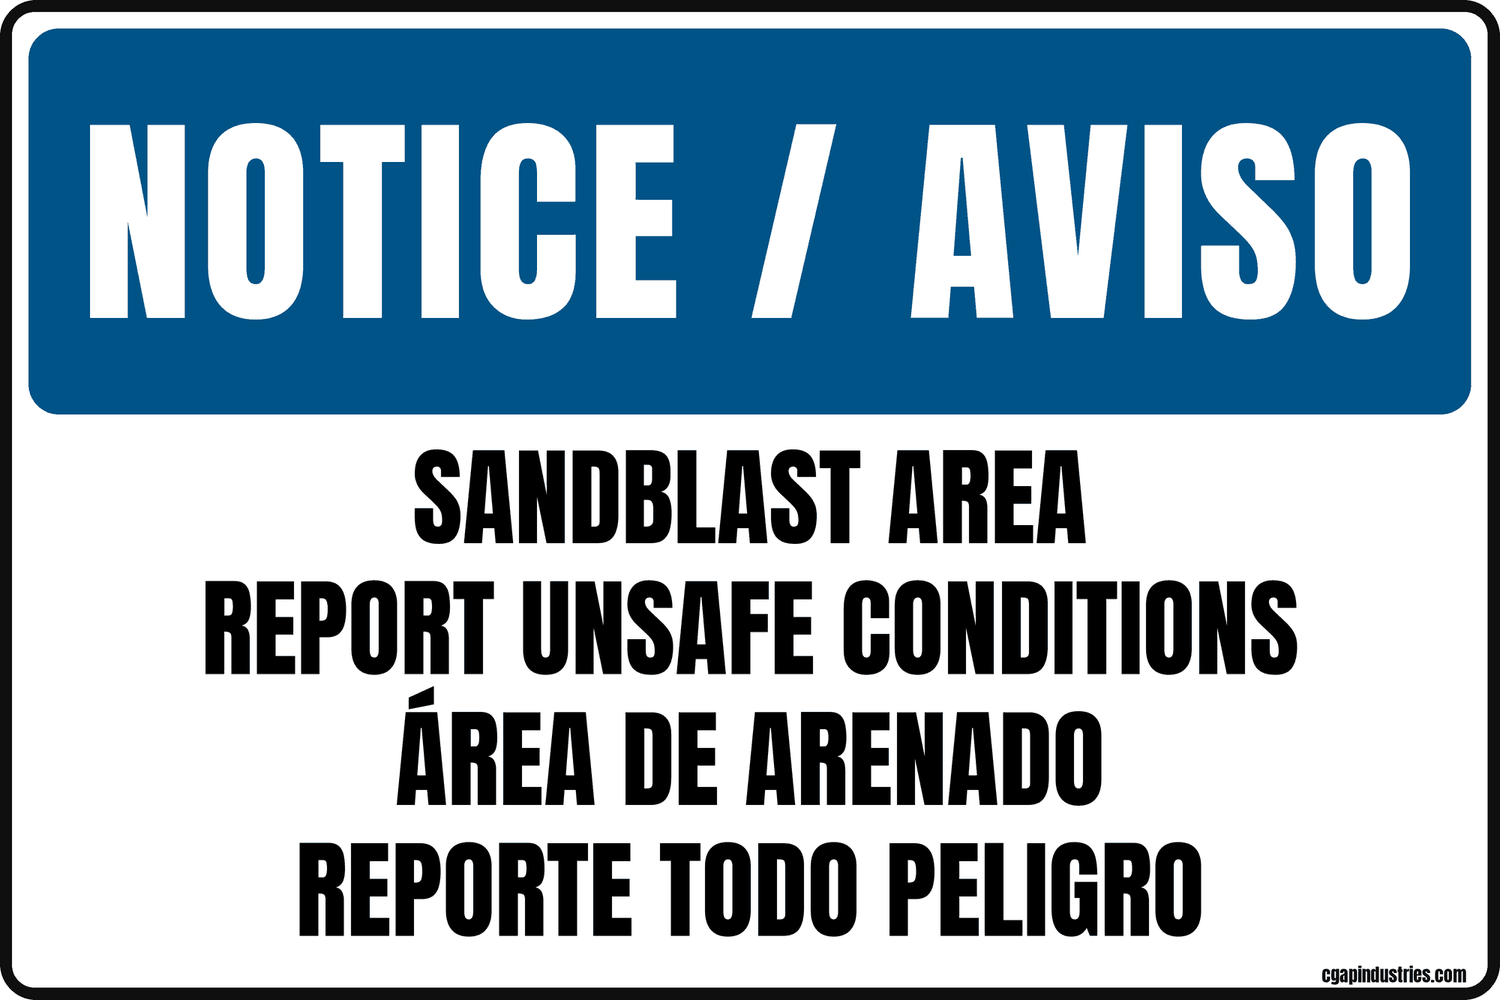 NOTICE / AVISO
SANDBLAST AREA
REPORT UNSAFE CONDITIONS
ÁREA DE ARENADO
REPORTE TODO PELIGRO
cgapindustries.com